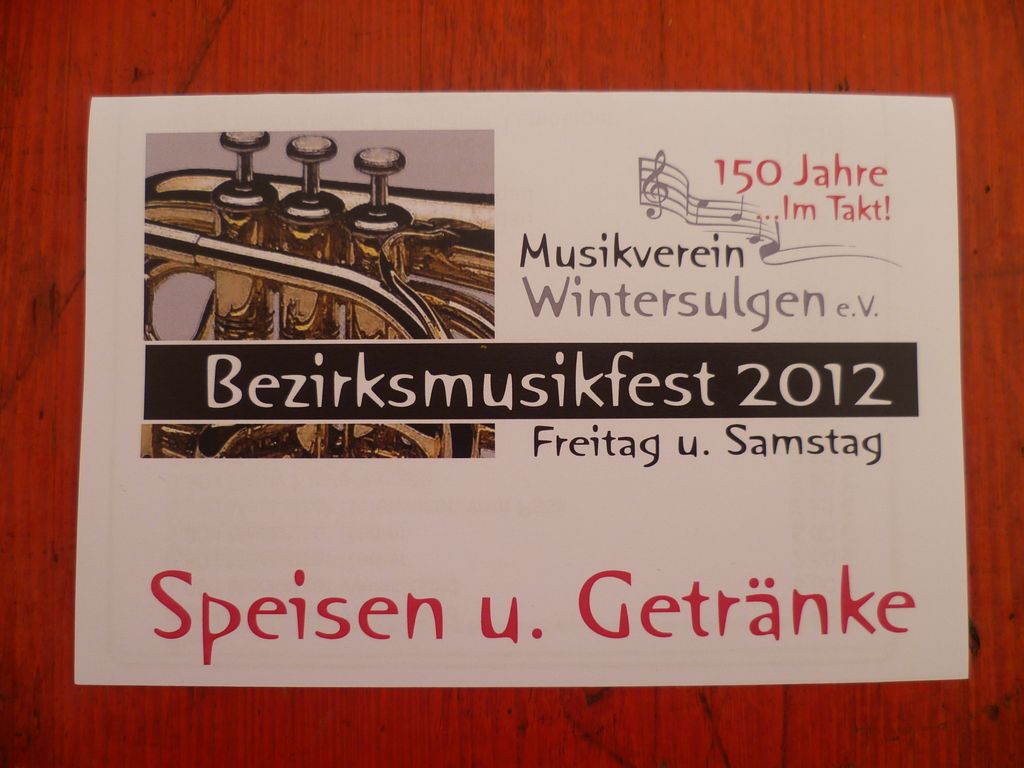 150 Jahre
...Im Takt!
Musikverein
Wintersulgen e.V.
Bezirksmusikfest 2012
Freitag u. Samstag
Speisen u. Getränke